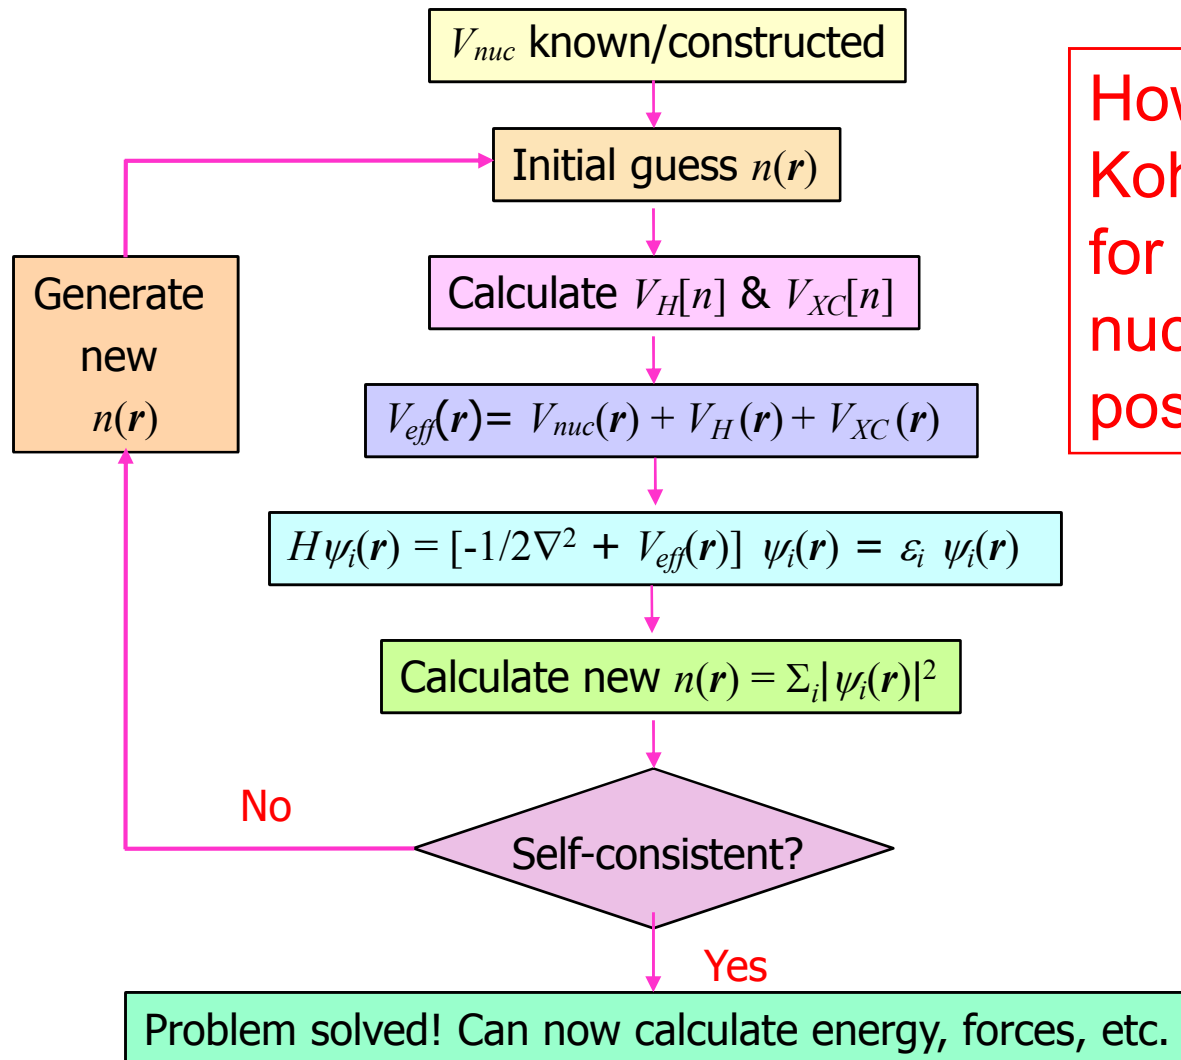 V_nuc known/constructed
Initial guess n(r)
Calculate V_H[n] & V_XC[n]
V_eff(r)= V_nuc(r) + V_H(r) + V_XC(r)
Hψ_i(r) = [-1/2∇² + V_eff(r)] ψ_i(r) = ε_i ψ_i(r)
Calculate new n(r) = Σ_i|ψ_i(r)|²
Self-consistent?
No
Generate
new
n(r)
Yes
Problem solved! Can now calculate energy, forces, etc.
for